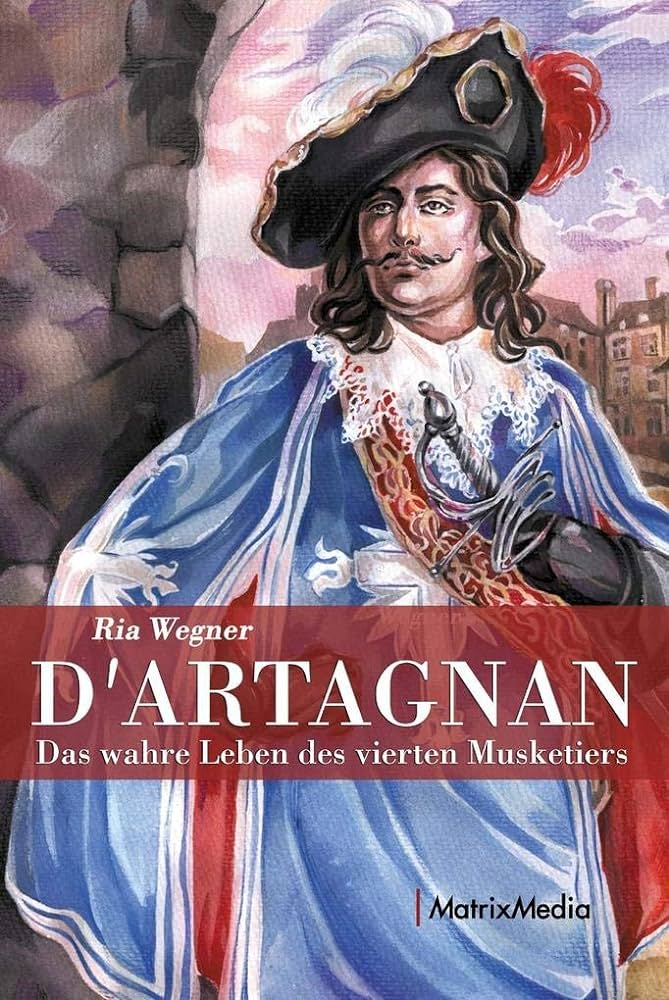 Ria Wegner
D'ARTAGNAN
Das wahre Leben des vierten Musketiers
MatrixMedia